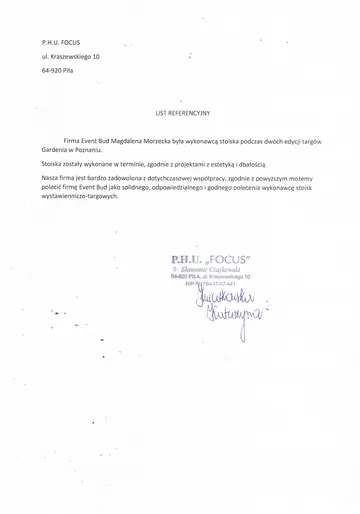 P.H.U. FOCUS
ul. Kraszewskiego 10
64-920 Piła
LIST REFERENCYJNY
Firma Event Bud Magdalena Morzecka była wykonawcą stoiska podczas dwóch edycji targów
Gardenia w Poznaniu.
Stoiska zostały wykonane w terminie, zgodnie z projektami z estetyką i dbałością.
Nasza firma jest bardzo zadowolona z dotychczasowej współpracy, zgodnie z powyższym możemy
polecić firmę Event Bud jako solidnego, odpowiedzialnego i godnego polecenia wykonawcę stoisk
wystawienniczo-targowych.
P.H.U. „FOCUS"
Sławomir Czajkowski
64-920 PIŁA, ul. Kraszewskiego 10
Katarzyna